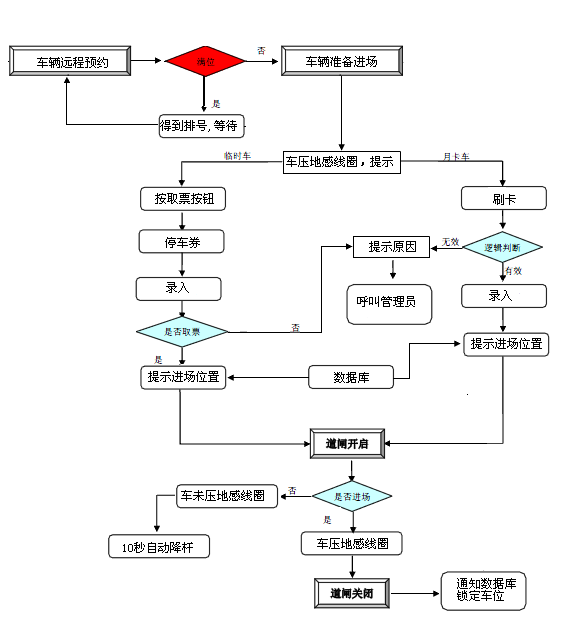 否
车辆远程预约
满位
车辆准备进场
是
得到排号,等待
临时车
车压地感线圈，提示
月卡车
按取票按钮
刷卡
停车券
提示原因
无效
逻辑判断
有效
录入
呼叫管理员
录入
是否取票
否
提示进场位置
是
提示进场位置
数据库
道闸开启
车未压地感线圈
否
是否进场
是
10秒自动降杆
车压地感线圈
道闸关闭
通知数据库
锁定车位